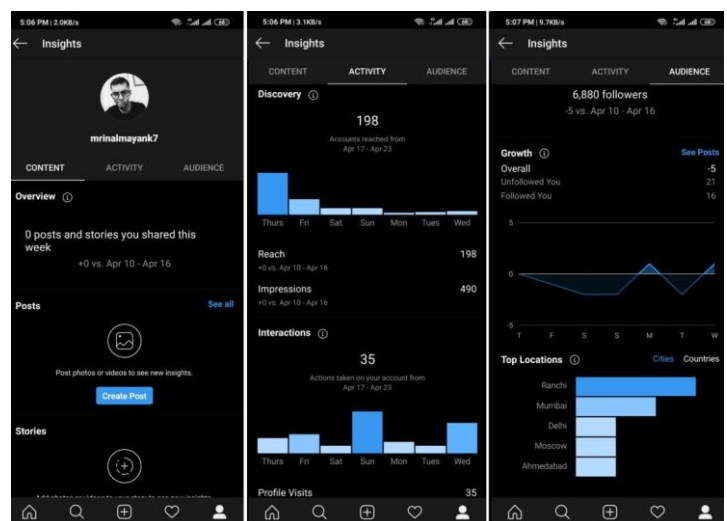 5:06 PM | 2.0KB/s
Insights
mrinalmayank7
CONTENT ACTIVITY AUDIENCE
Overview
0 posts and stories you shared this
week
+0 vs. Apr 10 - Apr 16
Posts See all
Post photos or videos to see new insights.
Create Post
Stories
5:06 PM | 3.1KB/s
Insights
CONTENT ACTIVITY AUDIENCE
Discovery
198
Accounts reached from
Apr 17 - Apr 23
Thurs Fri Sat Sun Mon Tues Wed
Reach 198
+0 vs. Apr 10 - Apr 16
Impressions 490
+0 vs. Apr 10 - Apr 16
Interactions
35
Actions taken on your account from
Apr 17 - Apr 23
Thurs Fri Sat Sun Mon Tues Wed
Profile Visits 35
5:07 PM | 9.7KB/s
Insights
CONTENT ACTIVITY AUDIENCE
6,880 followers
-5 vs. Apr 10 - Apr 16
Growth See Posts
Overall -5
Unfollowed You 21
Followed You 16
5
0
-5
T F S S M T W
Top Locations Cities Countries
Ranchi
Mumbai
Delhi
Moscow
Ahmedabad